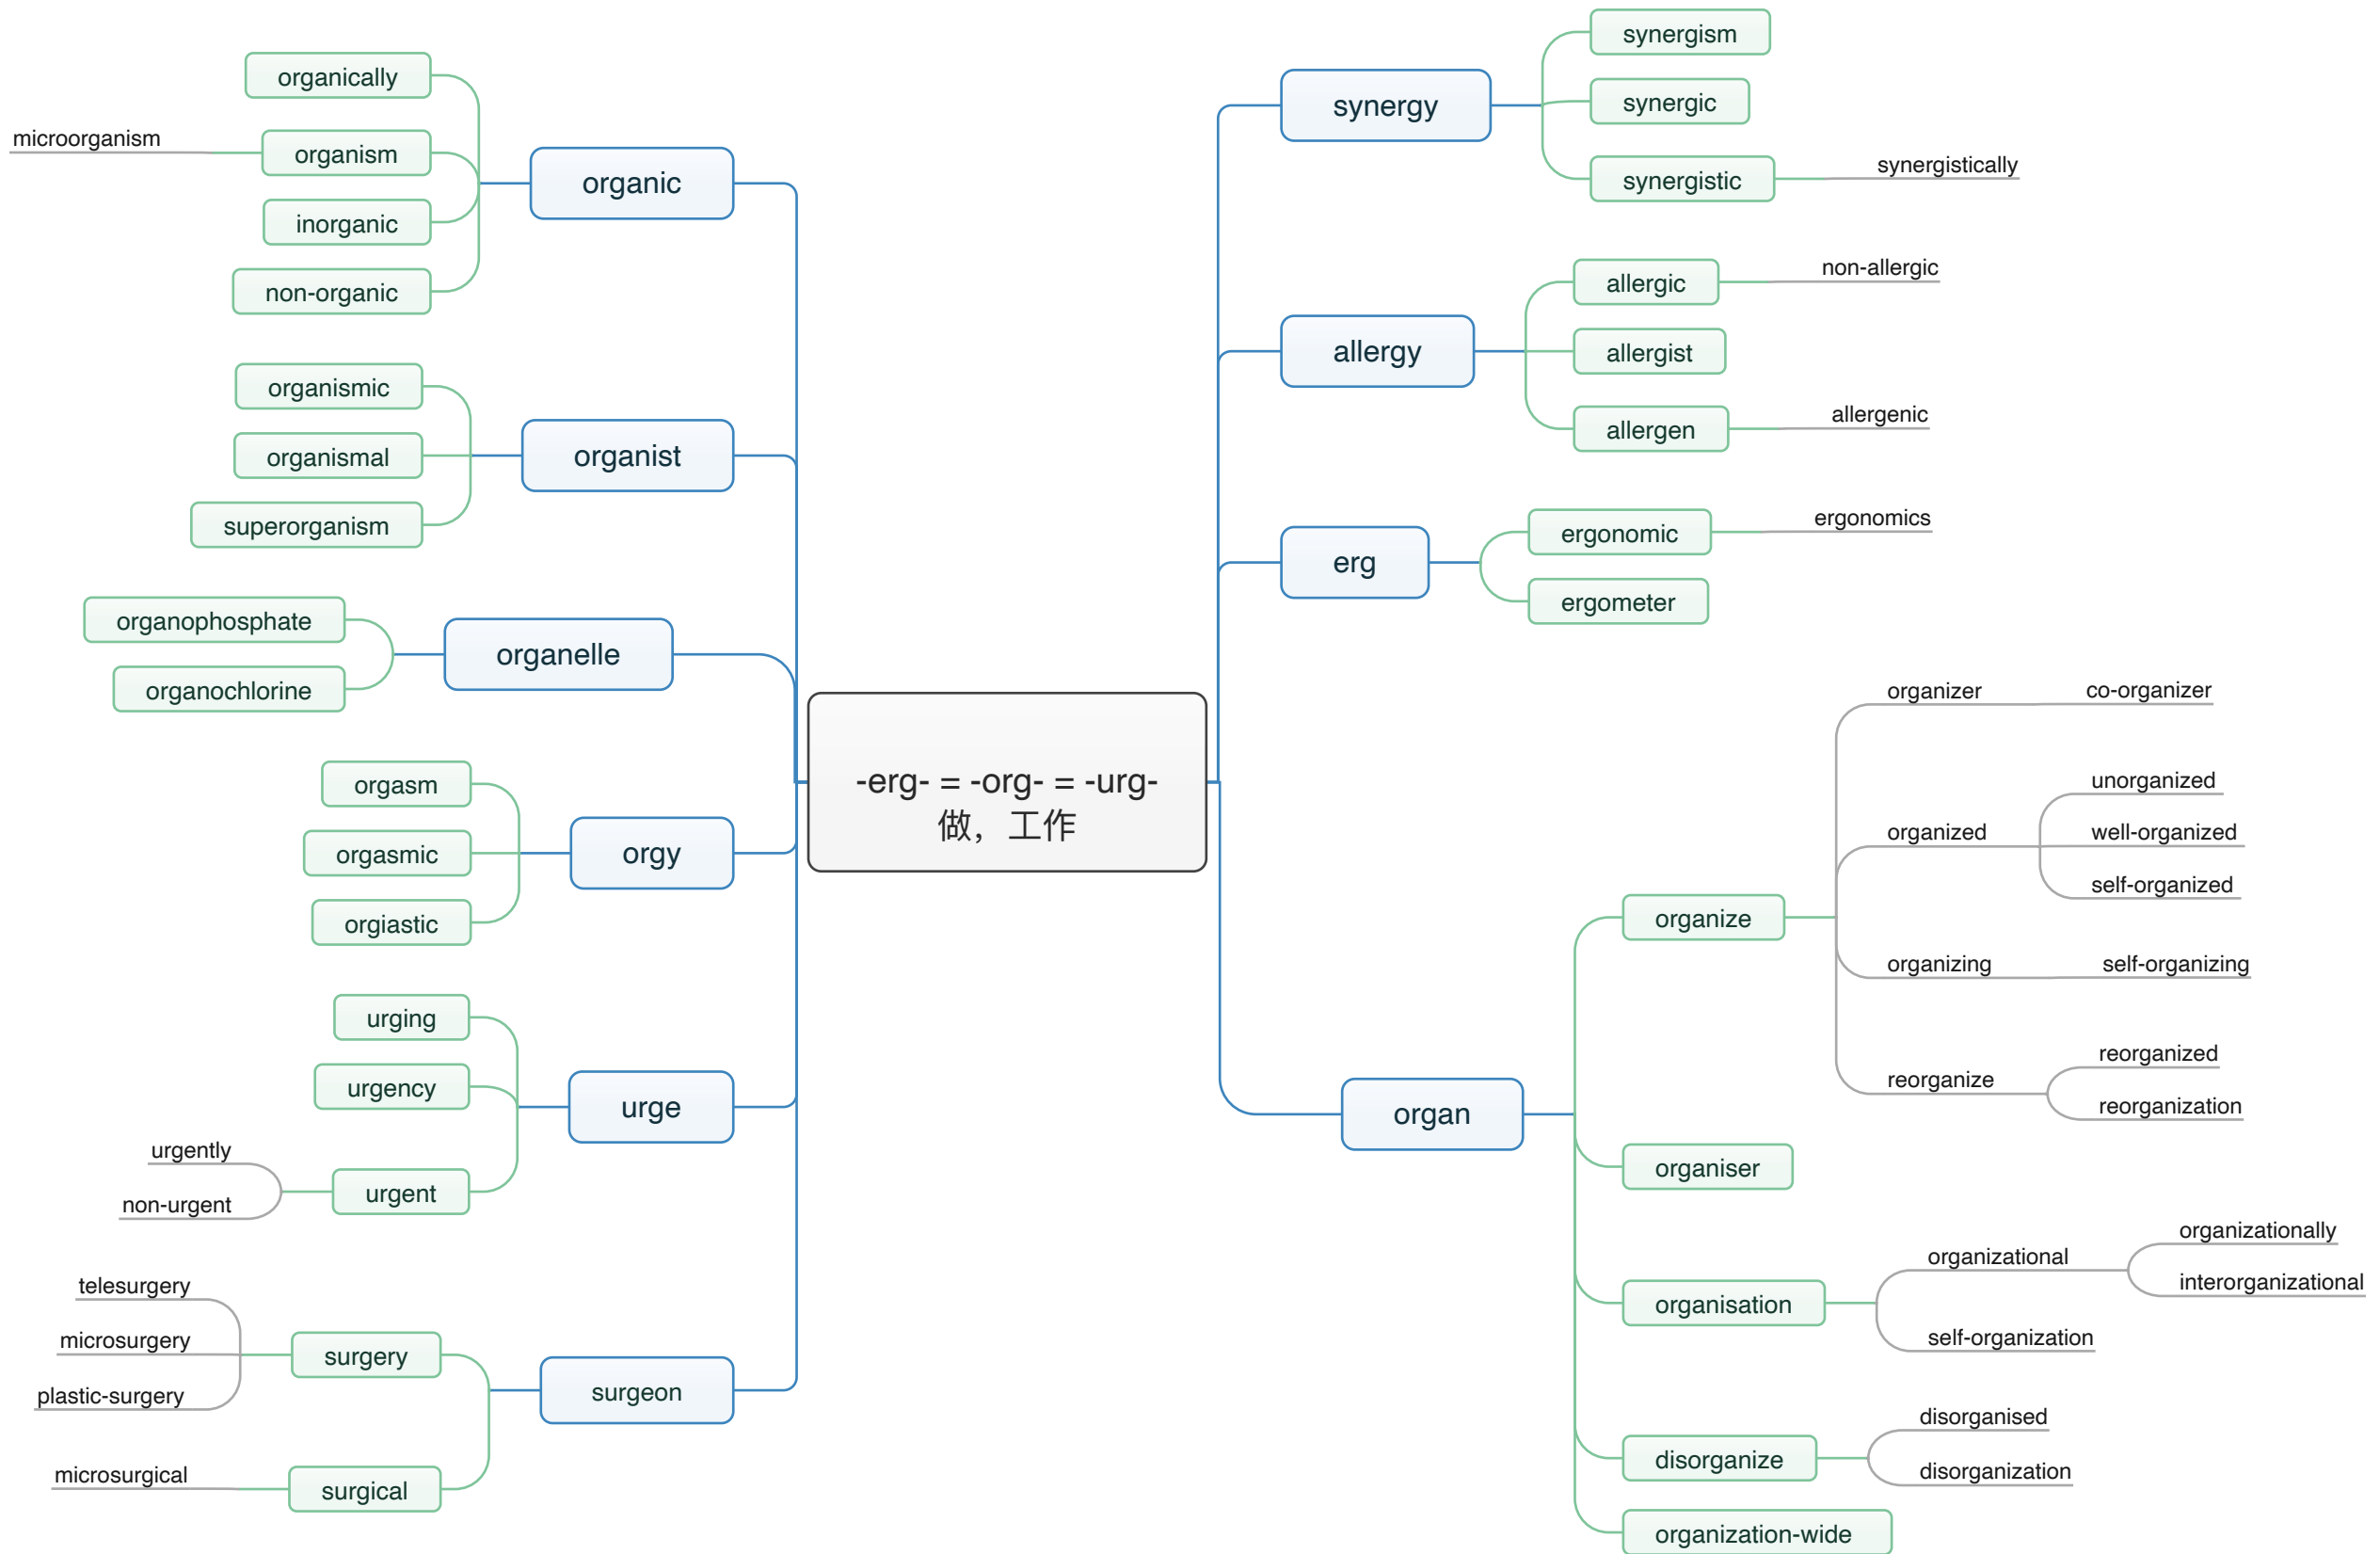 -erg- = -org- = -urg-
做，工作
synergy
synergism
synergic
synergistic
synergistically
allergy
allergic
non-allergic
allergist
allergen
allergenic
erg
ergonomic
ergonomics
ergometer
organ
organize
organizer
co-organizer
organized
unorganized
well-organized
self-organized
organizing
self-organizing
reorganize
reorganized
reorganization
organiser
organisation
organizational
organizationally
interorganizational
self-organization
disorganize
disorganised
disorganization
organization-wide
organic
organically
organism
microorganism
inorganic
non-organic
organist
organismic
organismal
superorganism
organelle
organophosphate
organochlorine
orgy
orgasm
orgasmic
orgiastic
urge
urging
urgency
urgent
urgently
non-urgent
surgeon
surgery
telesurgery
microsurgery
plastic-surgery
surgical
microsurgical